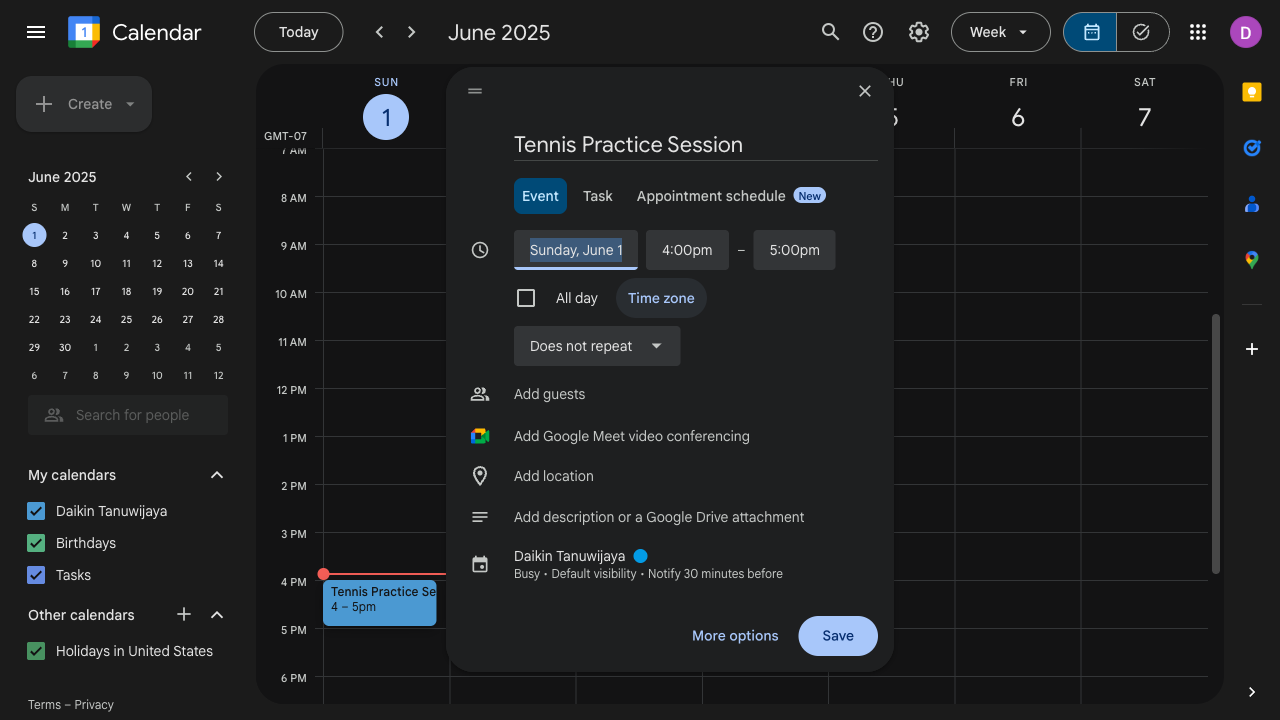 Calendar
Today
June 2025
Week
D
Create
June 2025
S M T W T F S
1 2 3 4 5 6 7
8 9 10 11 12 13 14
15 16 17 18 19 20 21
22 23 24 25 26 27 28
29 30 1 2 3 4 5
6 7 8 9 10 11 12
Search for people
My calendars
Daikin Tanuwijaya
Birthdays
Tasks
Other calendars
Holidays in United States
Terms – Privacy
SUN
1
FRI
6
SAT
7
GMT-07
7 AM
8 AM
9 AM
10 AM
11 AM
12 PM
1 PM
2 PM
3 PM
4 PM
5 PM
6 PM
Tennis Practice Se
4 – 5pm
Tennis Practice Session
Event Task Appointment schedule New
Sunday, June 1 4:00pm – 5:00pm
All day Time zone
Does not repeat
Add guests
Add Google Meet video conferencing
Add location
Add description or a Google Drive attachment
Daikin Tanuwijaya
Busy • Default visibility • Notify 30 minutes before
More options Save